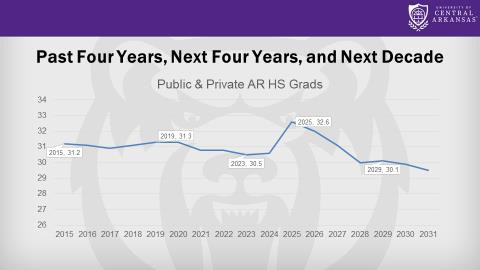 UNIVERSITY OF
CENTRAL
ARKANSAS
Past Four Years, Next Four Years, and Next Decade
Public & Private AR HS Grads
34
33
32
31
30
29
28
27
26
2015, 31.2
2019, 31.3
2023, 30.5
2025, 32.6
2029, 30.1
2015 2016 2017 2018 2019 2020 2021 2022 2023 2024 2025 2026 2027 2028 2029 2030 2031